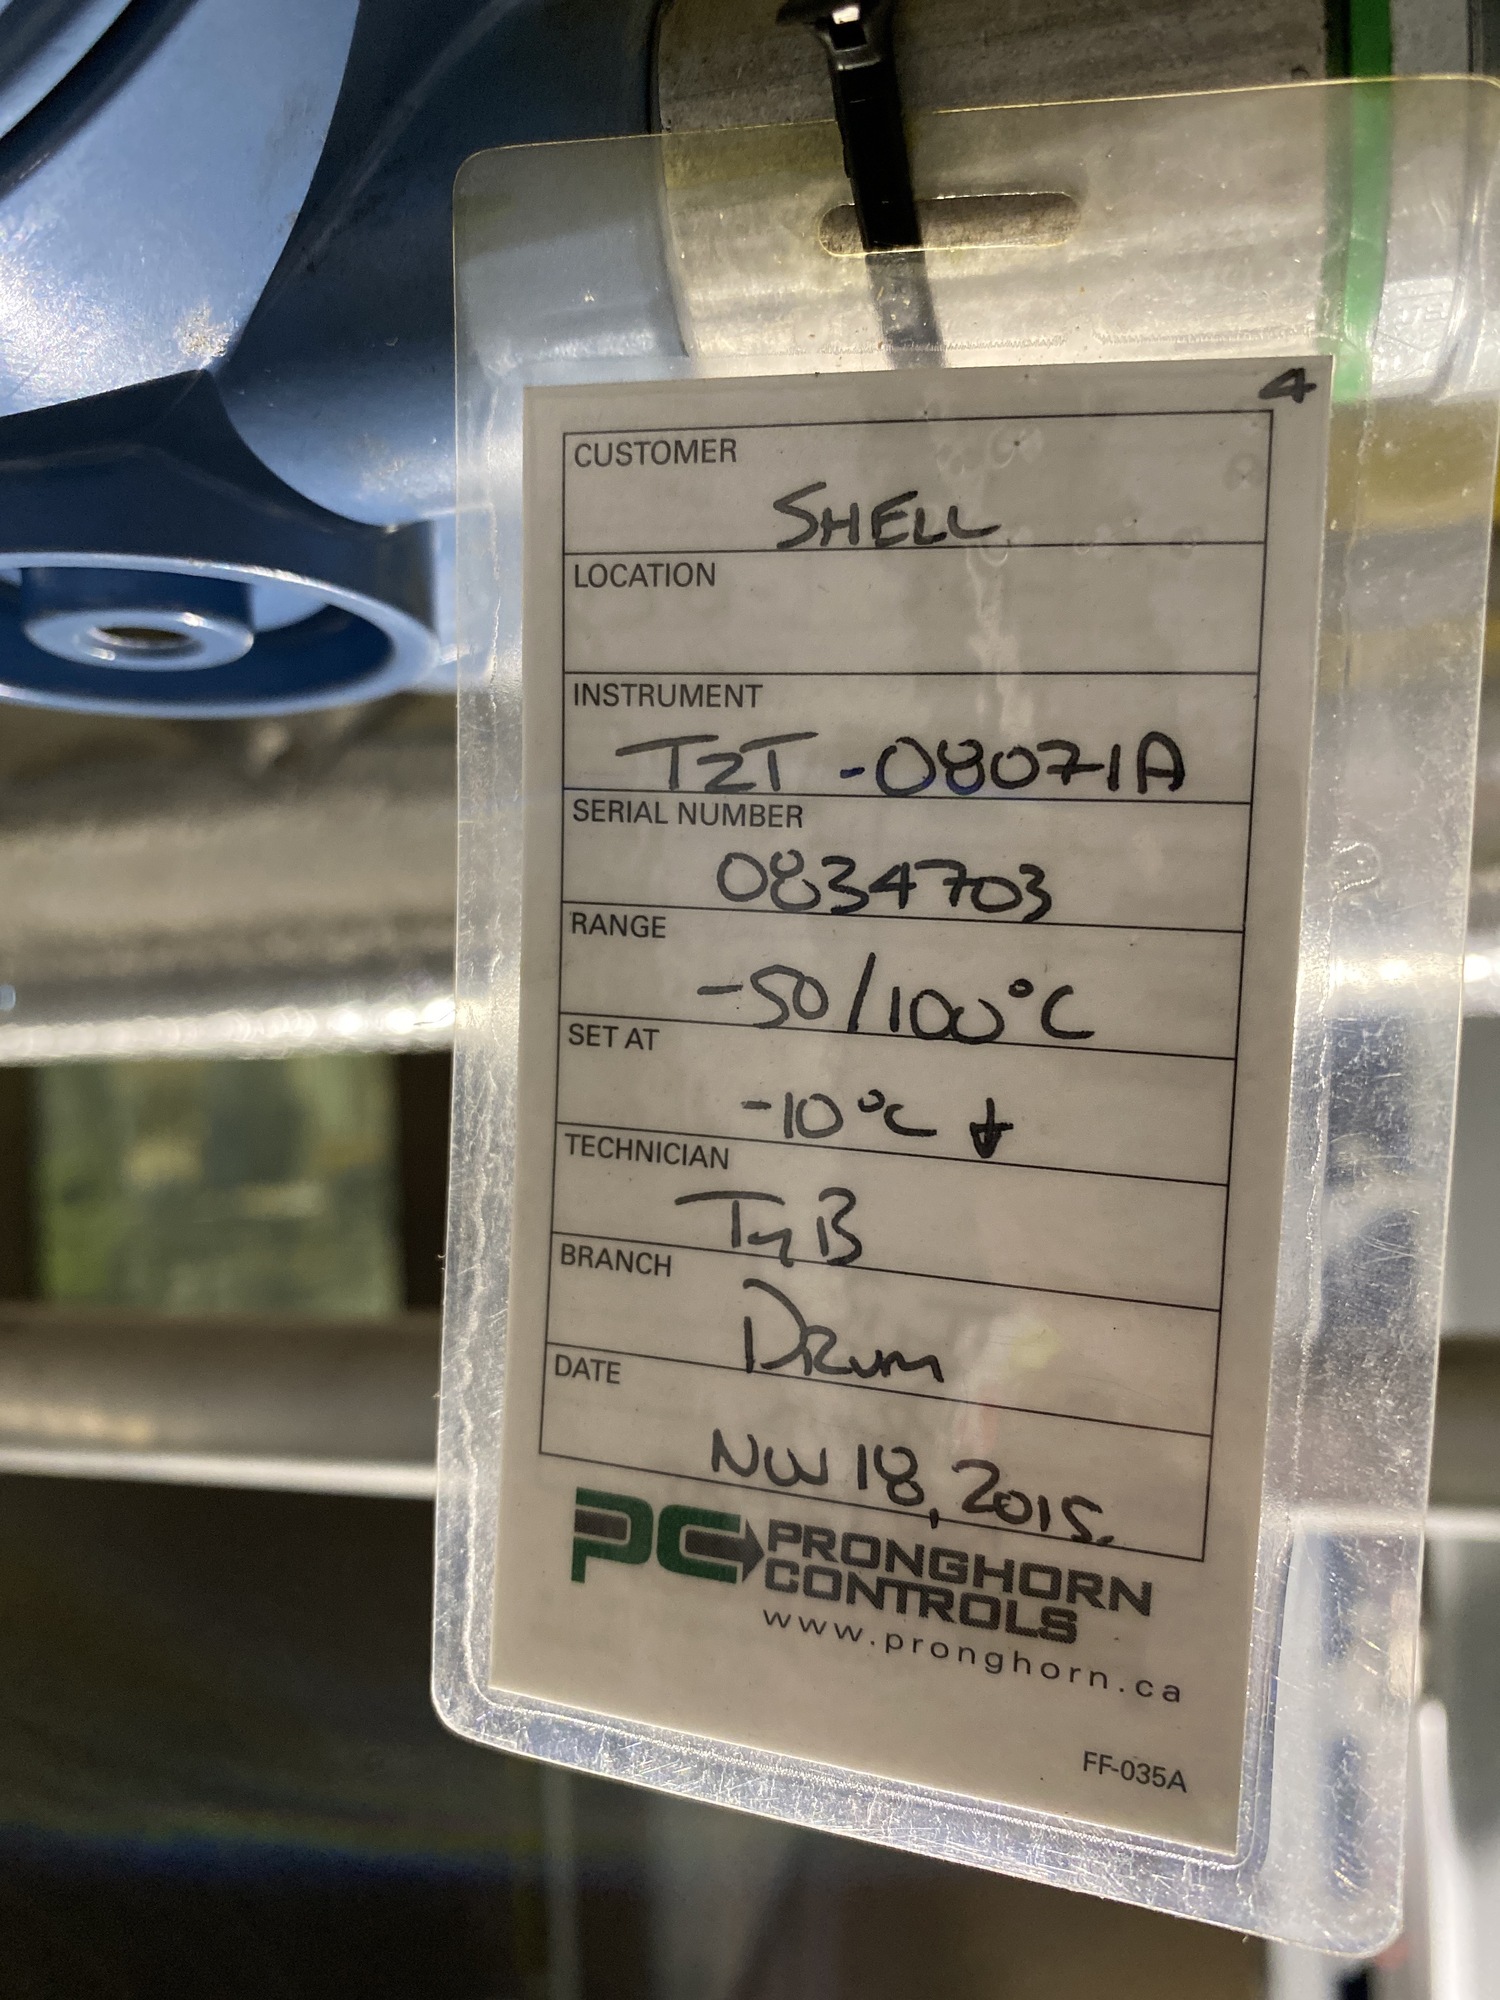 4
CUSTOMER
SHELL
LOCATION
INSTRUMENT
TZT-08071A
SERIAL NUMBER
0834703
RANGE
-50/100°C
SET AT
-10°C ↓
TECHNICIAN
Ty B
BRANCH
DRUM
DATE
NOV 18, 2015.
PC PRONGHORN
CONTROLS
www.pronghorn.ca
FF-035A